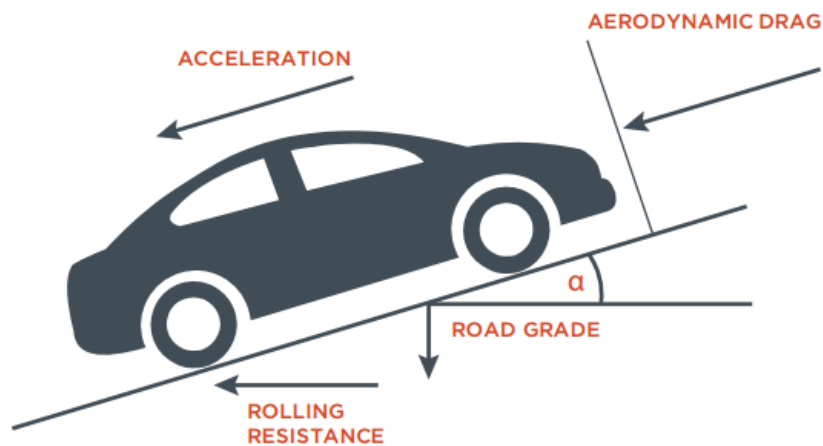 AERODYNAMIC DRAG
ACCELERATION
α
ROAD GRADE
ROLLING
RESISTANCE